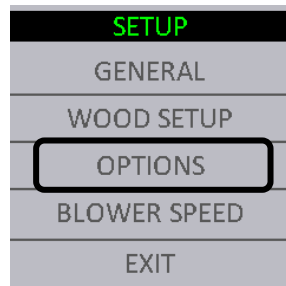 SETUP
GENERAL
WOOD SETUP
OPTIONS
BLOWER SPEED
EXIT